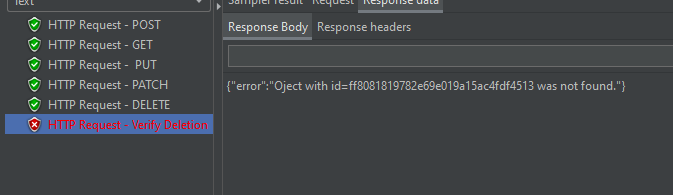 Text
Sampler result Request Response data
HTTP Request - POST
HTTP Request - GET
HTTP Request - PUT
HTTP Request - PATCH
HTTP Request - DELETE
HTTP Request - Verify Deletion
Response Body Response headers
{"error":"Oject with id=ff8081819782e69e019a15ac4fdf4513 was not found."}